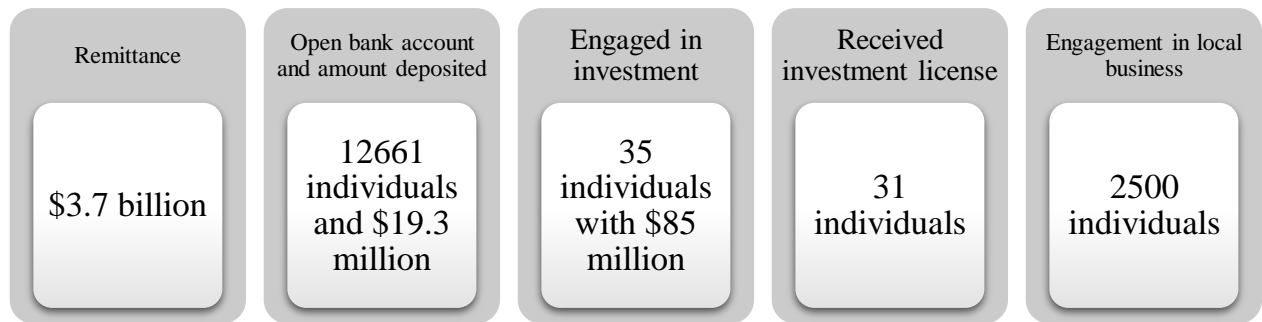 Remittance
$3.7 billion
Open bank account
and amount deposited
12661
individuals
and $19.3
million
Engaged in
investment
35
individuals
with $85
million
Received
investment license
31
individuals
Engagement in local
business
2500
individuals